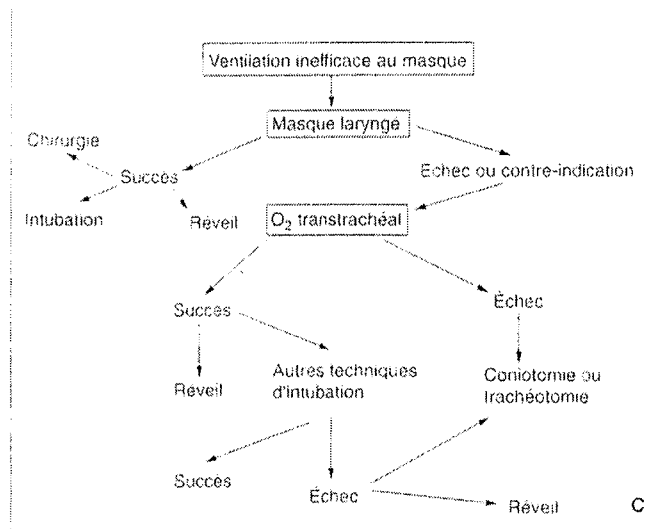 Ventilation inefficace au masque
Masque laryngé
Chirurgie
Succès
Echec ou contre-indication
Intubation
Réveil
O₂ transtrachéal
Succès
Échec
Réveil
Autres techniques
d'intubation
Coniotomie ou
trachéotomie
Succès
Échec
Réveil
C